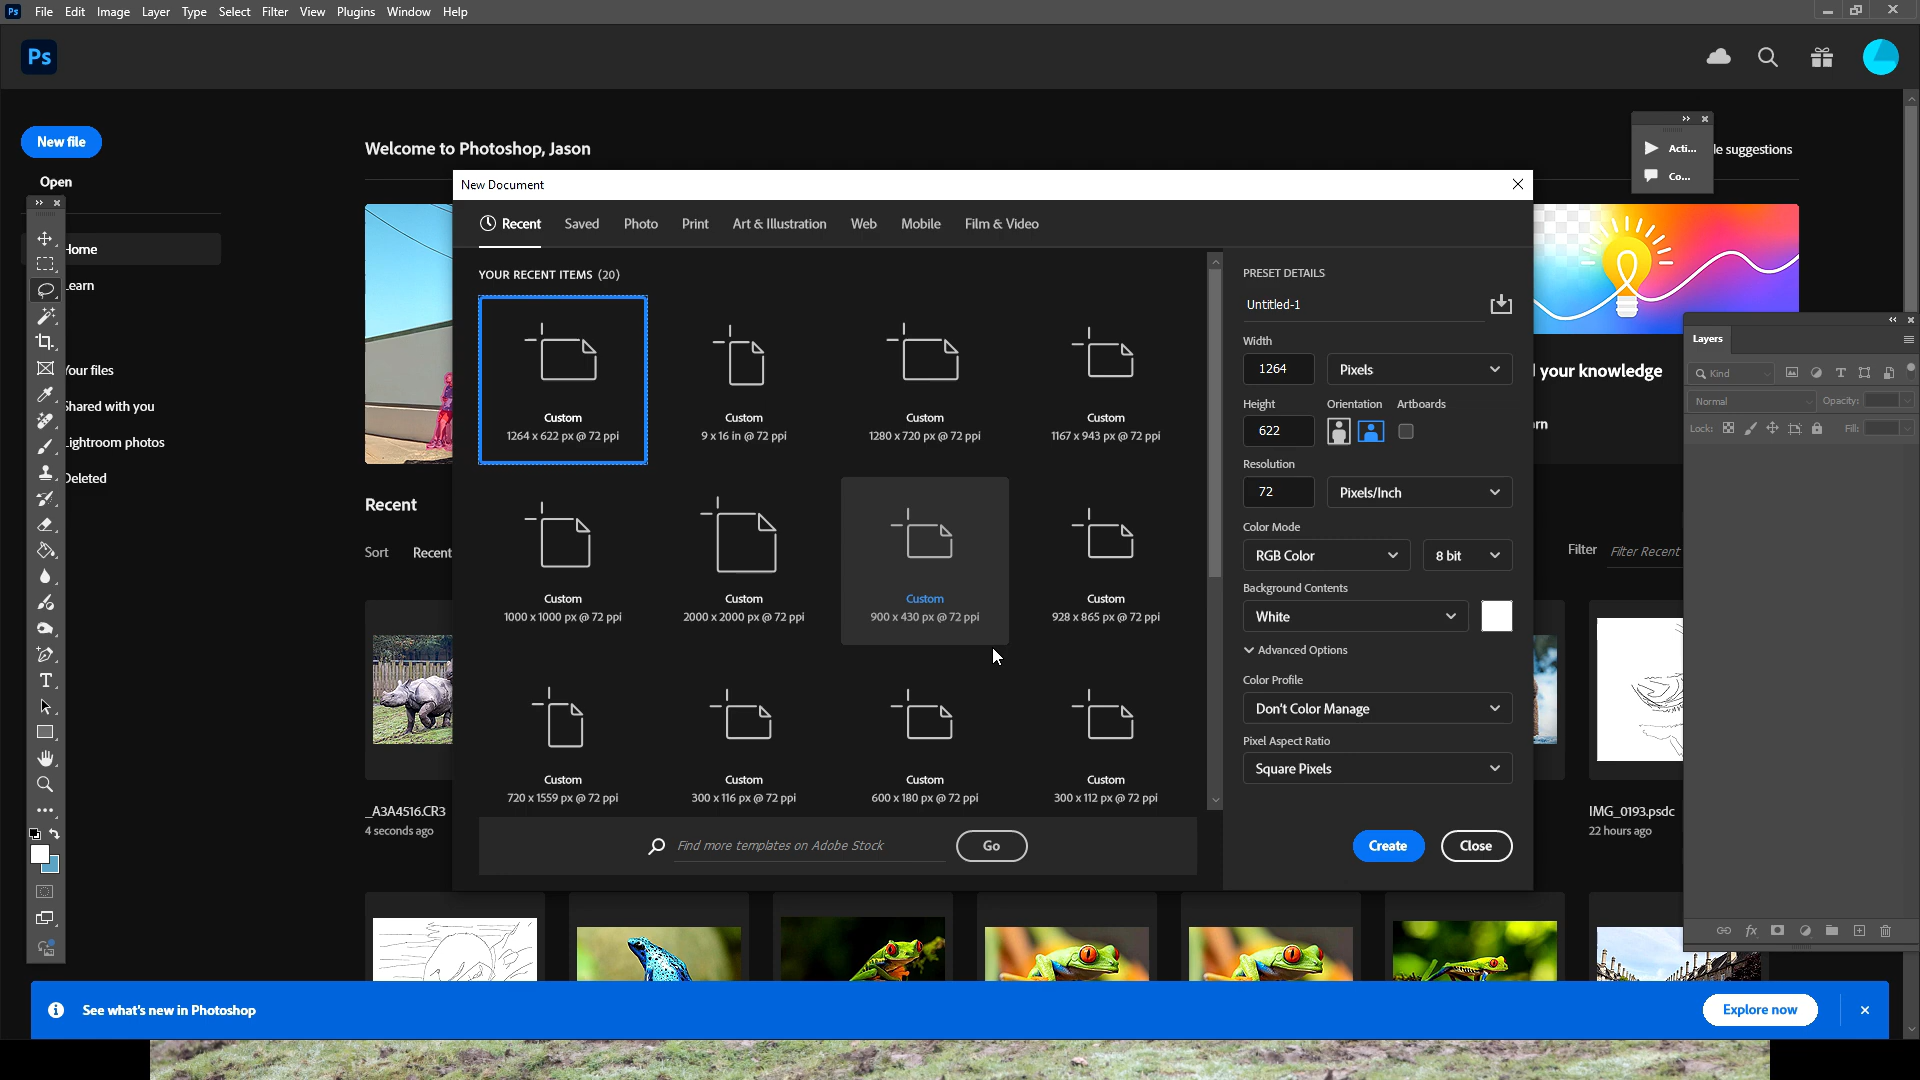 Ps File Edit Image Layer Type Select Filter View Plugins Window Help
Ps
New file
Open
Home
Learn
Your files
Shared with you
Lightroom photos
Deleted
Welcome to Photoshop, Jason
Recent
Sort Recent
_A3A4516.CR3
4 seconds ago
New Document
Recent Saved Photo Print Art & Illustration Web Mobile Film & Video
YOUR RECENT ITEMS (20)
Custom
1264 x 622 px @ 72 ppi
Custom
9 x 16 in @ 72 ppi
Custom
1280 x 720 px @ 72 ppi
Custom
1167 x 943 px @ 72 ppi
Custom
1000 x 1000 px @ 72 ppi
Custom
2000 x 2000 px @ 72 ppi
Custom
900 x 430 px @ 72 ppi
Custom
928 x 865 px @ 72 ppi
Custom
720 x 1559 px @ 72 ppi
Custom
300 x 116 px @ 72 ppi
Custom
600 x 180 px @ 72 ppi
Custom
300 x 112 px @ 72 ppi
Find more templates on Adobe Stock
Go
PRESET DETAILS
Untitled-1
Width
1264 Pixels
Height Orientation Artboards
622
Resolution
72 Pixels/Inch
Color Mode
RGB Color 8 bit
Background Contents
White
Advanced Options
Color Profile
Don't Color Manage
Pixel Aspect Ratio
Square Pixels
Create Close
Acti...
Co...
suggestions
your knowledge
Filter Filter Recent
IMG_0193.psdc
22 hours ago
Layers
Kind
Normal Opacity:
Lock: Fill:
See what's new in Photoshop
Explore now